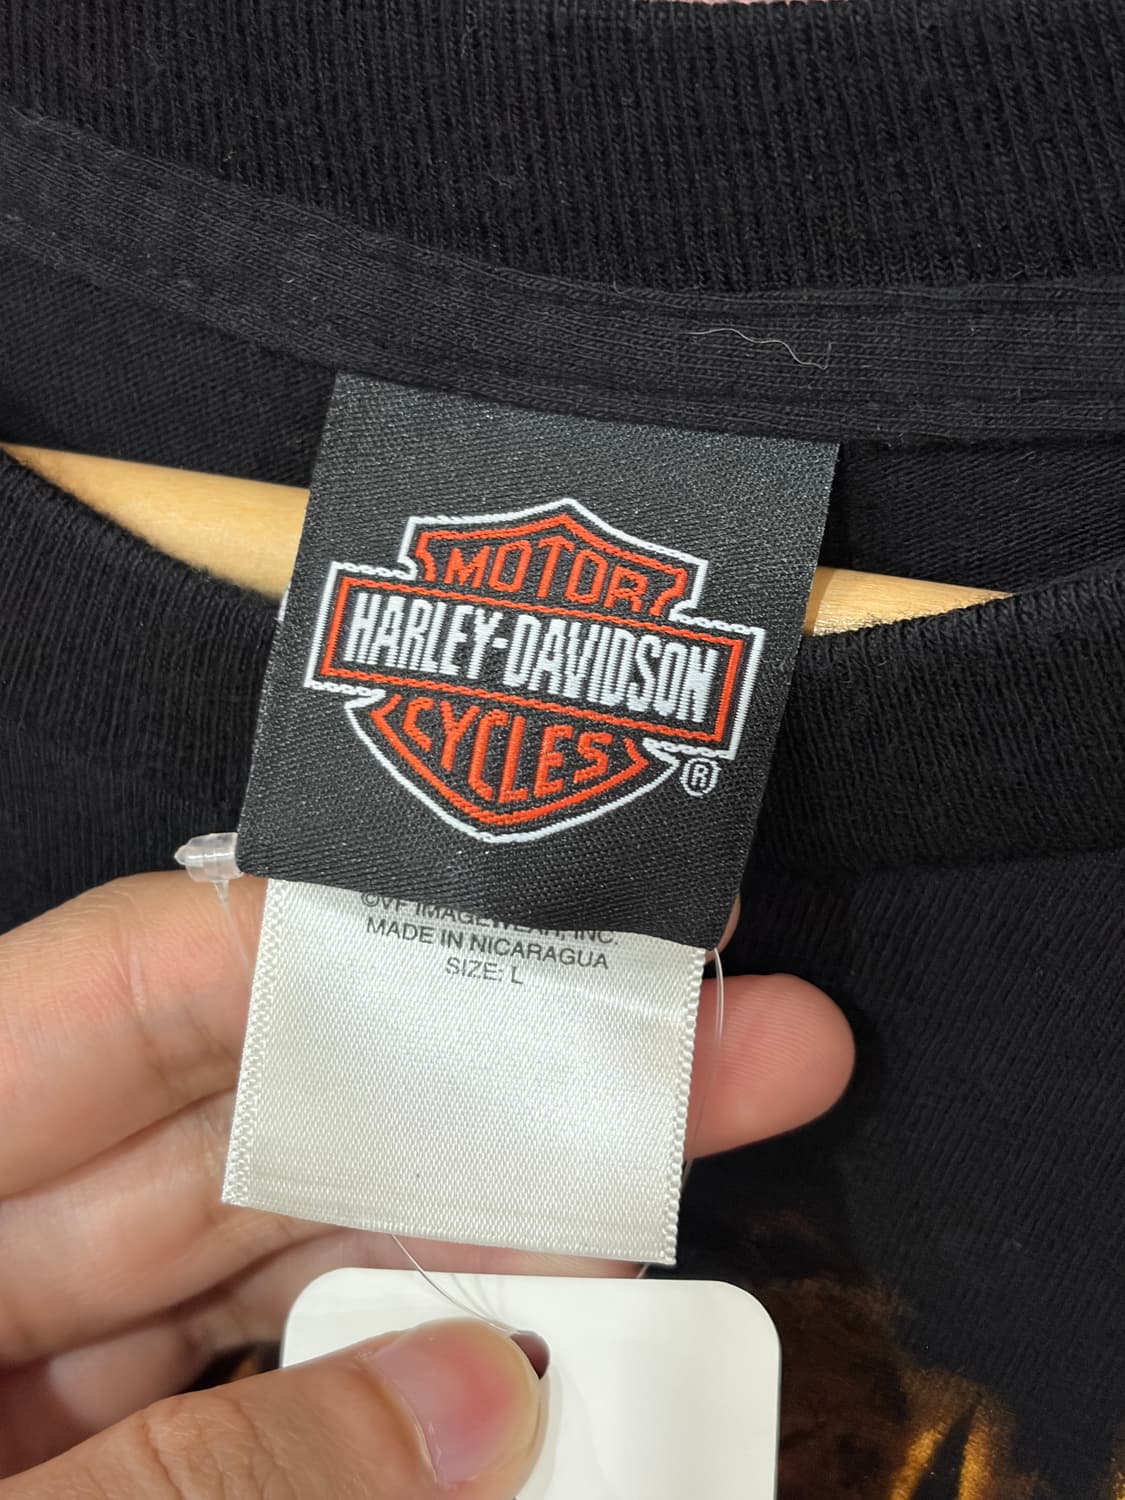 MOTOR
HARLEY-DAVIDSON
CYCLES
®
©VF IMAGEWEAR, INC.
MADE IN NICARAGUA
SIZE: L